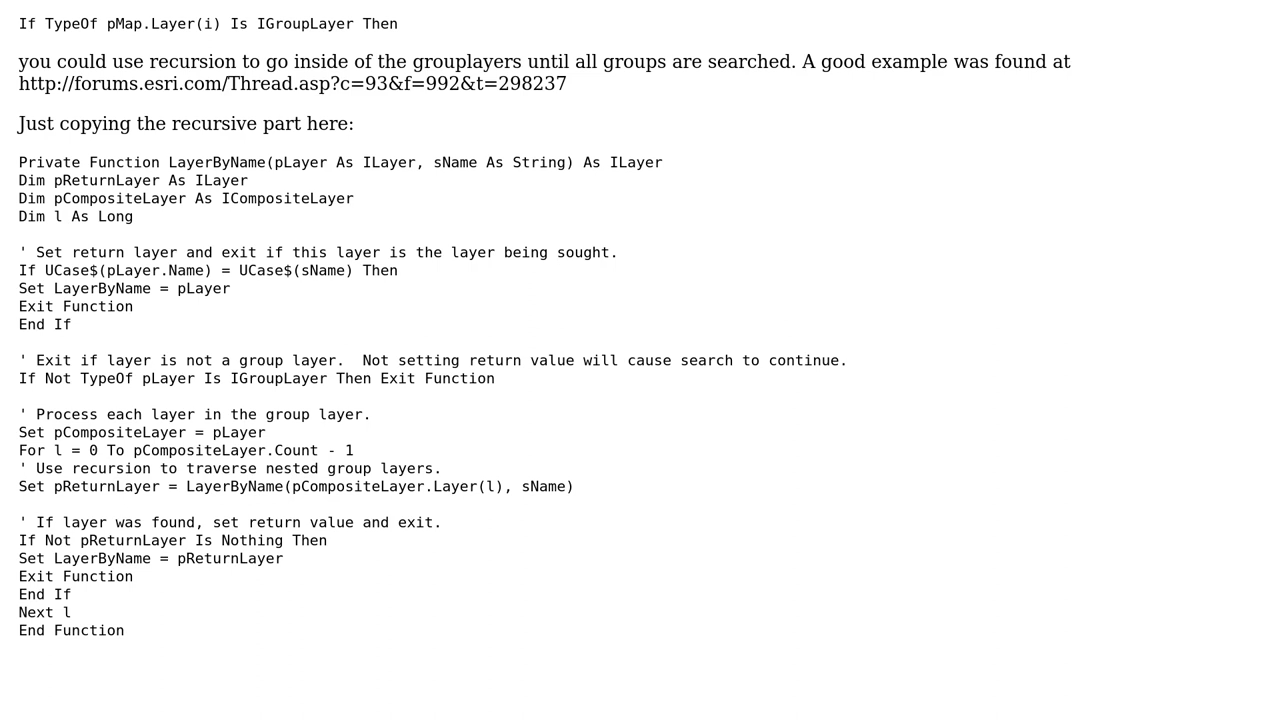 If TypeOf pMap.Layer(i) Is IGroupLayer Then
you could use recursion to go inside of the grouplayers until all groups are searched. A good example was found at
http://forums.esri.com/Thread.asp?c=93&f=992&t=298237
Just copying the recursive part here:
Private Function LayerByName(pLayer As ILayer, sName As String) As ILayer
Dim pReturnLayer As ILayer
Dim pCompositeLayer As ICompositeLayer
Dim l As Long
' Set return layer and exit if this layer is the layer being sought.
If UCase$(pLayer.Name) = UCase$(sName) Then
Set LayerByName = pLayer
Exit Function
End If
' Exit if layer is not a group layer.  Not setting return value will cause search to continue.
If Not TypeOf pLayer Is IGroupLayer Then Exit Function
' Process each layer in the group layer.
Set pCompositeLayer = pLayer
For l = 0 To pCompositeLayer.Count - 1
' Use recursion to traverse nested group layers.
Set pReturnLayer = LayerByName(pCompositeLayer.Layer(l), sName)
' If layer was found, set return value and exit.
If Not pReturnLayer Is Nothing Then
Set LayerByName = pReturnLayer
Exit Function
End If
Next l
End Function